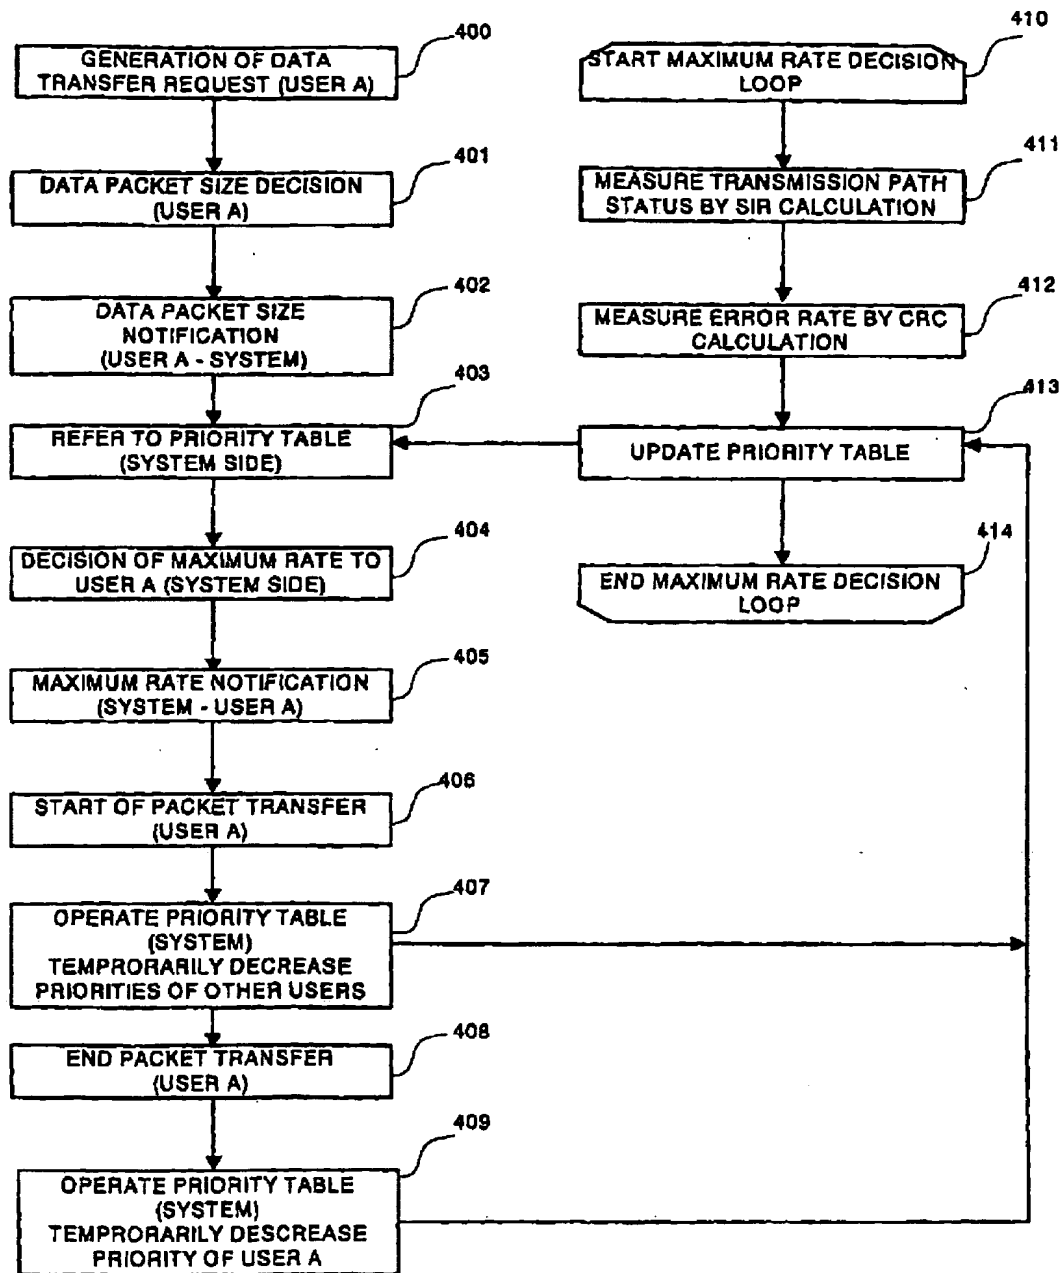 400
GENERATION OF DATA
TRANSFER REQUEST (USER A)
401
DATA PACKET SIZE DECISION
(USER A)
402
DATA PACKET SIZE
NOTIFICATION
(USER A - SYSTEM)
403
REFER TO PRIORITY TABLE
(SYSTEM SIDE)
404
DECISION OF MAXIMUM RATE TO
USER A (SYSTEM SIDE)
405
MAXIMUM RATE NOTIFICATION
(SYSTEM - USER A)
406
START OF PACKET TRANSFER
(USER A)
407
OPERATE PRIORITY TABLE
(SYSTEM)
TEMPRORARILY DECREASE
PRIORITIES OF OTHER USERS
408
END PACKET TRANSFER
(USER A)
409
OPERATE PRIORITY TABLE
(SYSTEM)
TEMPRORARILY DESCREASE
PRIORITY OF USER A
410
START MAXIMUM RATE DECISION
LOOP
411
MEASURE TRANSMISSION PATH
STATUS BY SIR CALCULATION
412
MEASURE ERROR RATE BY CRC
CALCULATION
413
UPDATE PRIORITY TABLE
414
END MAXIMUM RATE DECISION
LOOP